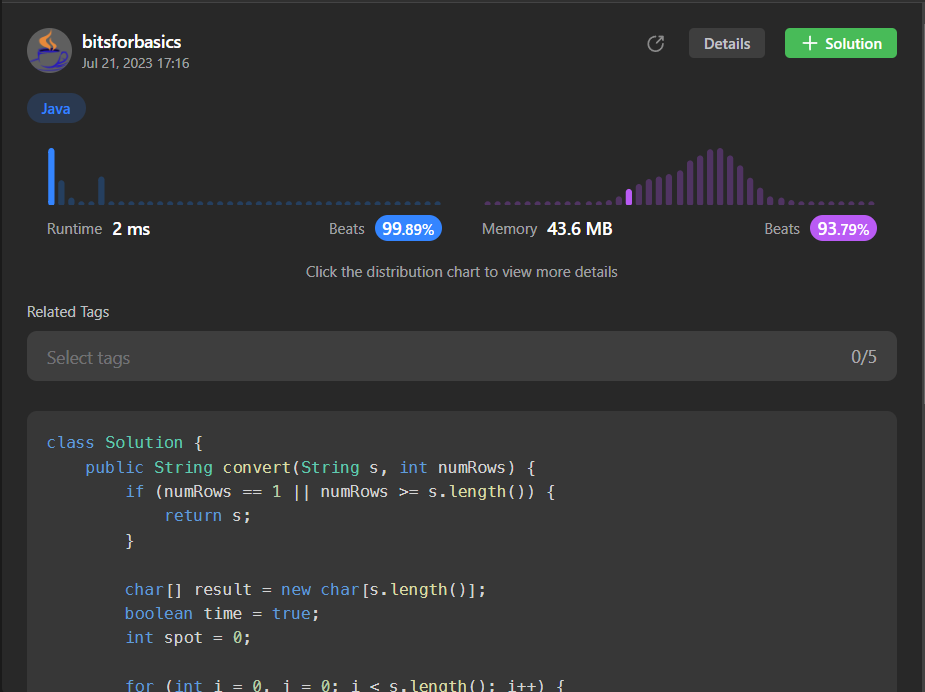 bitsforbasics
Jul 21, 2023 17:16
Details
+ Solution
Java
Runtime 2 ms Beats 99.89%
Memory 43.6 MB Beats 93.79%
Click the distribution chart to view more details
Related Tags
Select tags 0/5
class Solution {
    public String convert(String s, int numRows) {
        if (numRows == 1 || numRows >= s.length()) {
            return s;
        }
        char[] result = new char[s.length()];
        boolean time = true;
        int spot = 0;
        for (int i = 0, j = 0; i < s.length(); i++) {